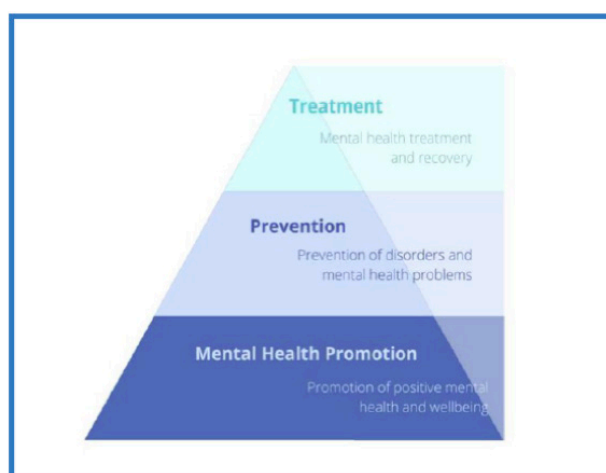 Treatment
Mental health treatment
and recovery
Prevention
Prevention of disorders and
mental health problems
Mental Health Promotion
Promotion of positive mental
health and wellbeing